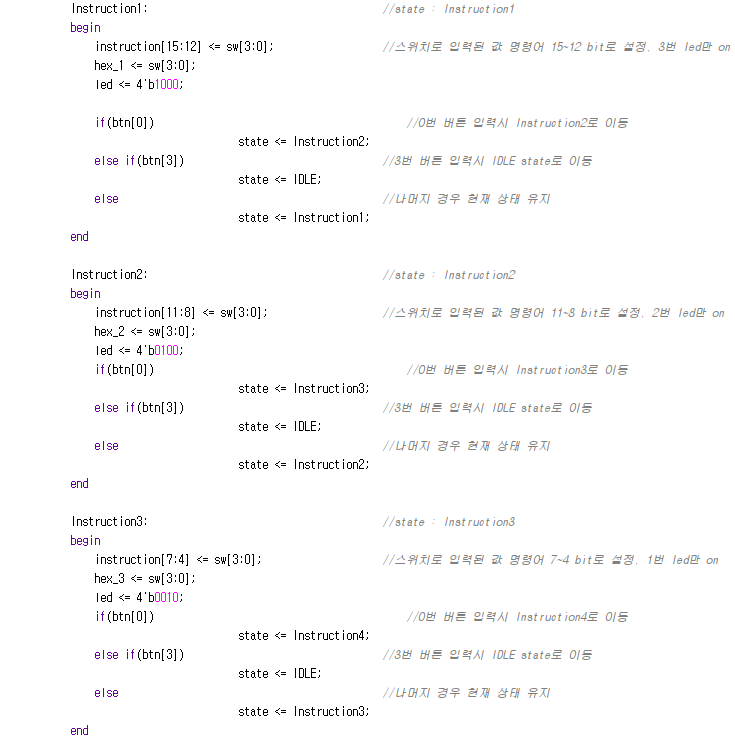 Instruction1: //state : Instruction1
begin
instruction[15:12] <= sw[3:0]; //스위치로 입력된 값 명령어 15~12 bit로 설정. 3번 led만 on
hex_1 <= sw[3:0];
led <= 4'b1000;
if(btn[0]) //0번 버튼 입력시 Instruction2로 이동
state <= Instruction2;
else if(btn[3]) //3번 버튼 입력시 IDLE state로 이동
state <= IDLE;
else //나머지 경우 현재 상태 유지
state <= Instruction1;
end
Instruction2: //state : Instruction2
begin
instruction[11:8] <= sw[3:0]; //스위치로 입력된 값 명령어 11~8 bit로 설정. 2번 led만 on
hex_2 <= sw[3:0];
led <= 4'b0100;
if(btn[0]) //0번 버튼 입력시 Instruction3로 이동
state <= Instruction3;
else if(btn[3]) //3번 버튼 입력시 IDLE state로 이동
state <= IDLE;
else //나머지 경우 현재 상태 유지
state <= Instruction2;
end
Instruction3: //state : Instruction3
begin
instruction[7:4] <= sw[3:0]; //스위치로 입력된 값 명령어 7~4 bit로 설정. 1번 led만 on
hex_3 <= sw[3:0];
led <= 4'b0010;
if(btn[0]) //0번 버튼 입력시 Instruction4로 이동
state <= Instruction4;
else if(btn[3]) //3번 버튼 입력시 IDLE state로 이동
state <= IDLE;
else //나머지 경우 현재 상태 유지
state <= Instruction3;
end